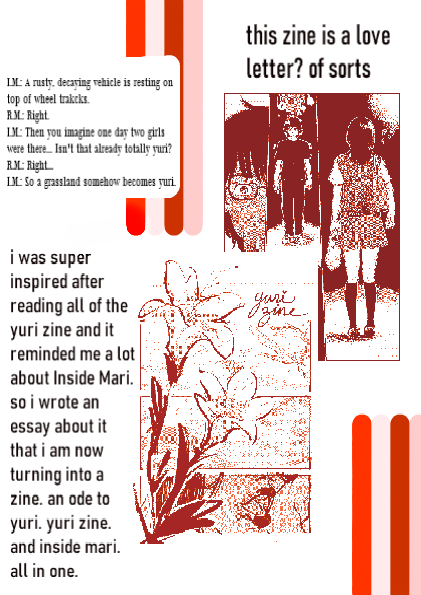 this zine is a love
letter? of sorts
I.M.: A rusty, decaying vehicle is resting on
top of wheel trakcks.
R.M.: Right.
I.M.: Then you imagine one day two girls
were there... Isn't that already totally yuri?
R.M.: Right...
I.M.: So a grassland somehow becomes yuri.
i was super
inspired after
reading all of the
yuri zine and it
reminded me a lot
about Inside Mari.
so i wrote an
essay about it
that i am now
turning into a
zine. an ode to
yuri. yuri zine.
and inside mari.
all in one.
yuri
zine